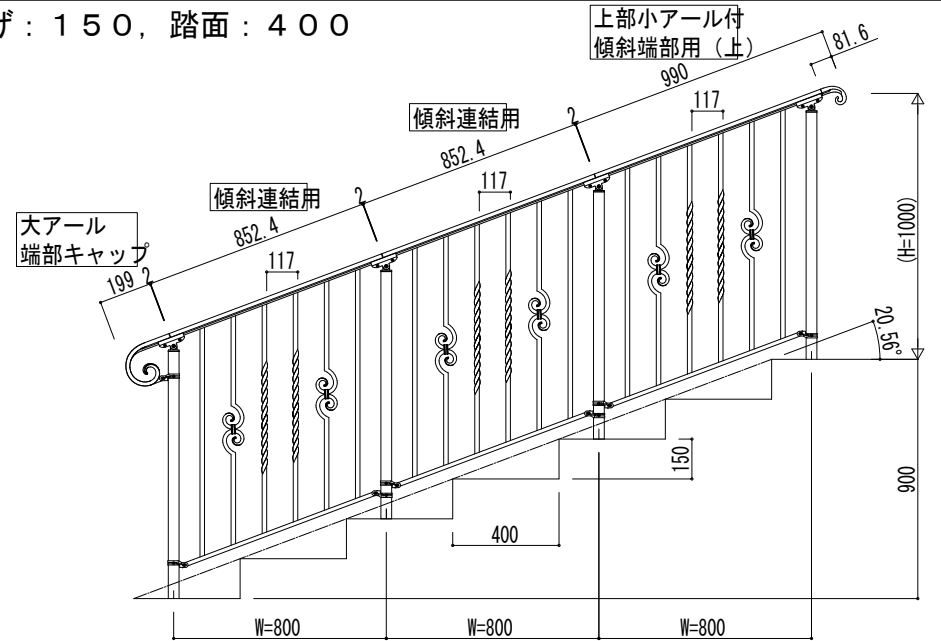 げ：１５０，踏面：４００
上部小アール付
傾斜端部用（上）
81.6
990
117
2
傾斜連結用
852.4
117
2
傾斜連結用
852.4
117
大アール
端部キャップ
2
199
(H=1000)
20.56°
900
150
400
W=800
W=800
W=800